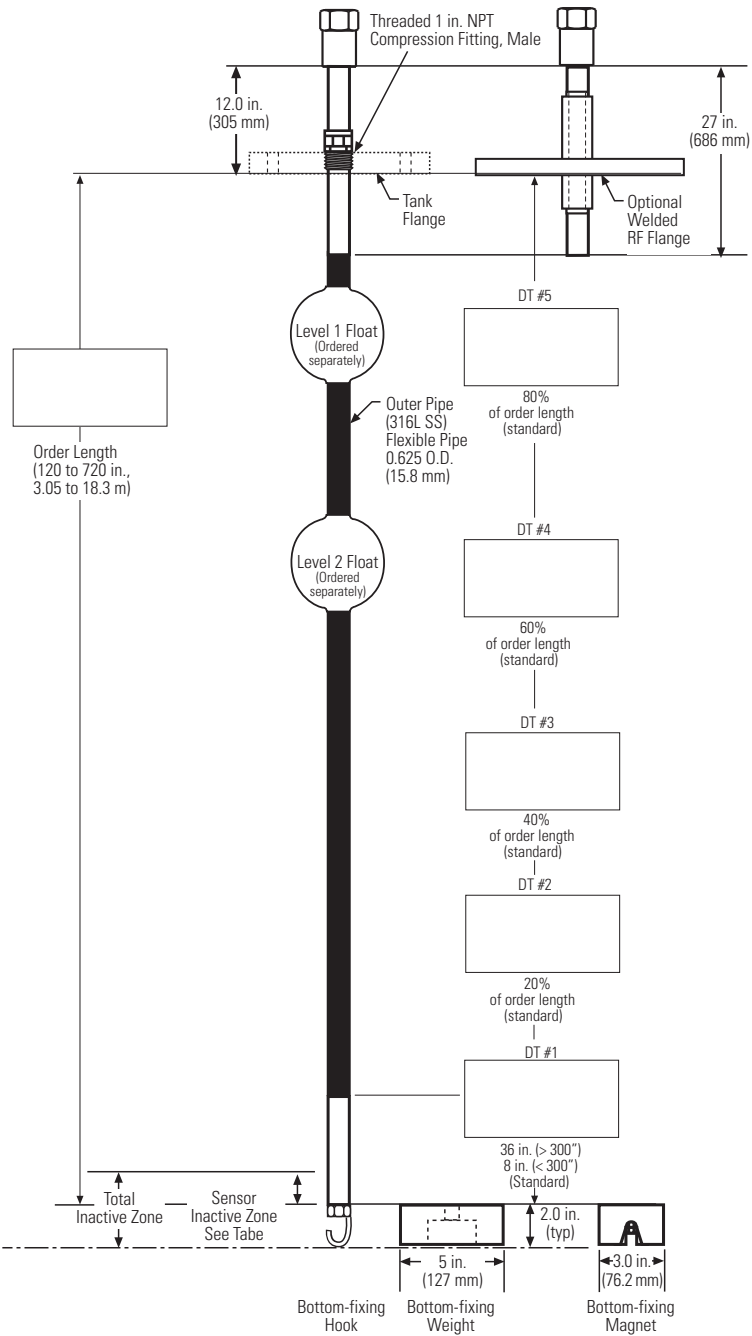 Threaded 1 in. NPT
Compression Fitting, Male
12.0 in.
(305 mm)
27 in.
(686 mm)
Tank
Flange
Optional
Welded
RF Flange
DT #5
Level 1 Float
(Ordered
separately)
80%
of order length
(standard)
Outer Pipe
(316L SS)
Flexible Pipe
0.625 O.D.
(15.8 mm)
Order Length
(120 to 720 in.,
3.05 to 18.3 m)
DT #4
Level 2 Float
(Ordered
separately)
60%
of order length
(standard)
DT #3
40%
of order length
(standard)
DT #2
20%
of order length
(standard)
DT #1
36 in. (> 300")
8 in. (< 300")
(Standard)
Total
Inactive Zone
Sensor
Inactive Zone
See Tabe
2.0 in.
(typ)
5 in.
(127 mm)
3.0 in.
(76.2 mm)
Bottom-fixing
Hook
Bottom-fixing
Weight
Bottom-fixing
Magnet